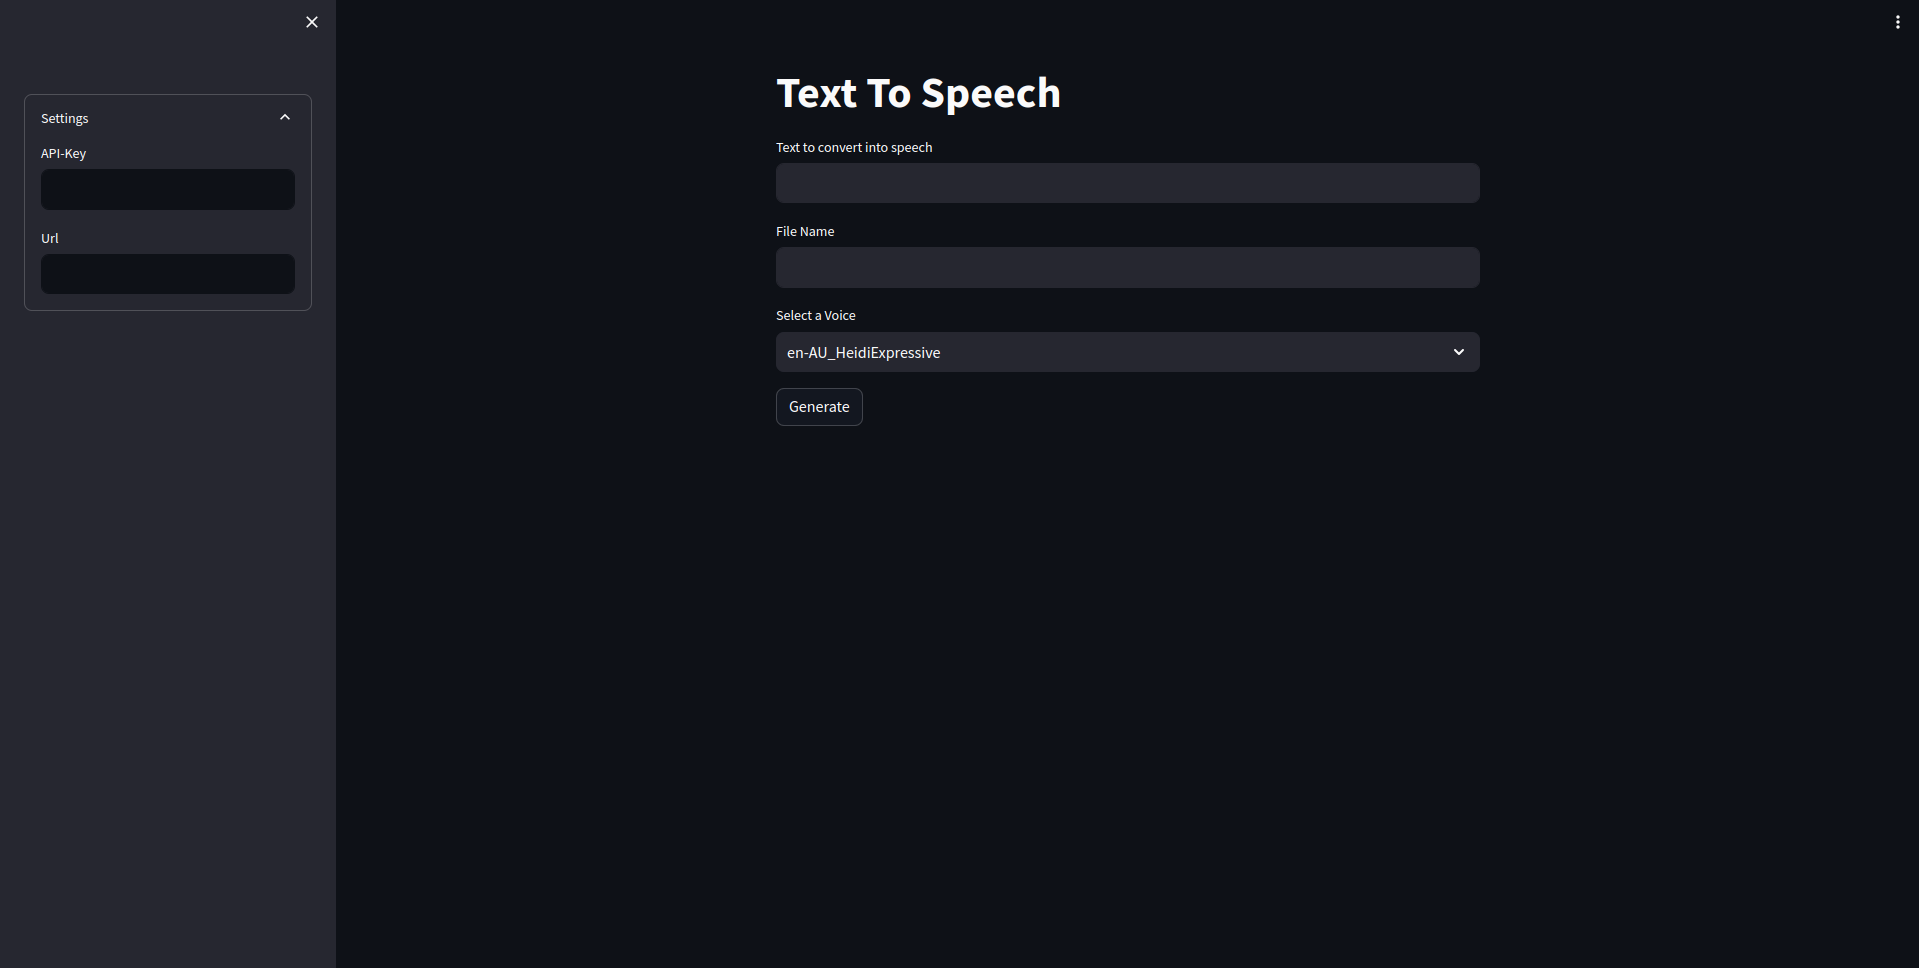 Settings
API-Key
Url
Text To Speech
Text to convert into speech
File Name
Select a Voice
en-AU_HeidiExpressive
Generate